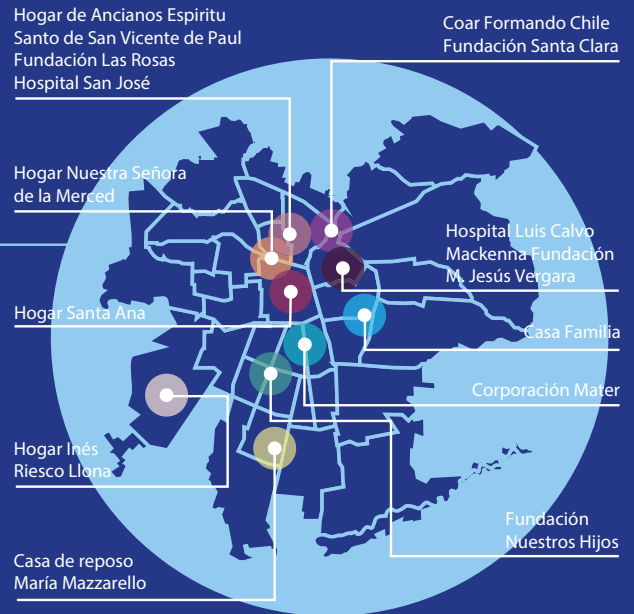 Hogar de Ancianos Espiritu
Santo de San Vicente de Paul
Fundación Las Rosas
Hospital San José
Coar Formando Chile
Fundación Santa Clara
Hogar Nuestra Señora
de la Merced
Hospital Luis Calvo
Mackenna Fundación
M. Jesús Vergara
Hogar Santa Ana
Casa Familia
Corporación Mater
Hogar Inés
Riesco Llona
Fundación
Nuestros Hijos
Casa de reposo
María Mazzarello